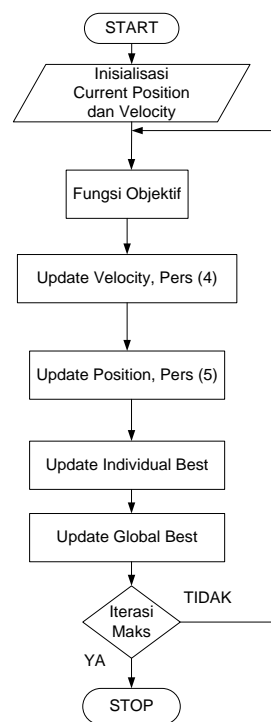 START
Inisialisasi
Current Position
dan Velocity
Fungsi Objektif
Update Velocity, Pers (4)
Update Position, Pers (5)
Update Individual Best
Update Global Best
Iterasi
Maks
TIDAK
YA
STOP